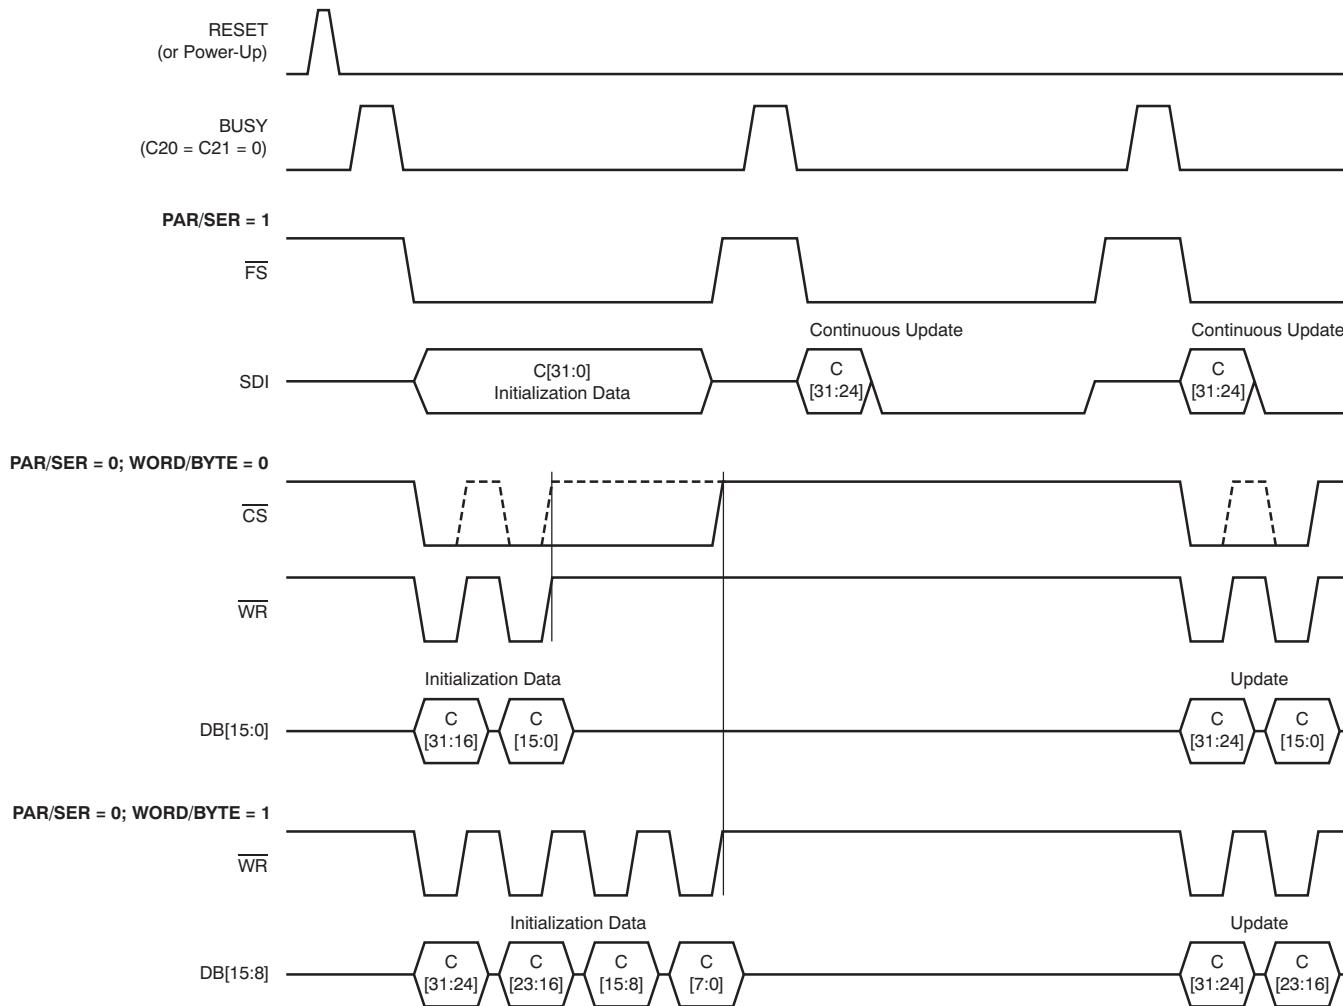 RESET
(or Power-Up)
BUSY
(C20 = C21 = 0)
PAR/SER = 1
FS
Continuous Update
Continuous Update
SDI
C[31:0]
Initialization Data
C
[31:24]
C
[31:24]
PAR/SER = 0; WORD/BYTE = 0
CS
WR
Initialization Data
Update
DB[15:0]
C
[31:16]
C
[15:0]
C
[31:24]
C
[15:0]
PAR/SER = 0; WORD/BYTE = 1
WR
Initialization Data
Update
DB[15:8]
C
[31:24]
C
[23:16]
C
[15:8]
C
[7:0]
C
[31:24]
C
[23:16]